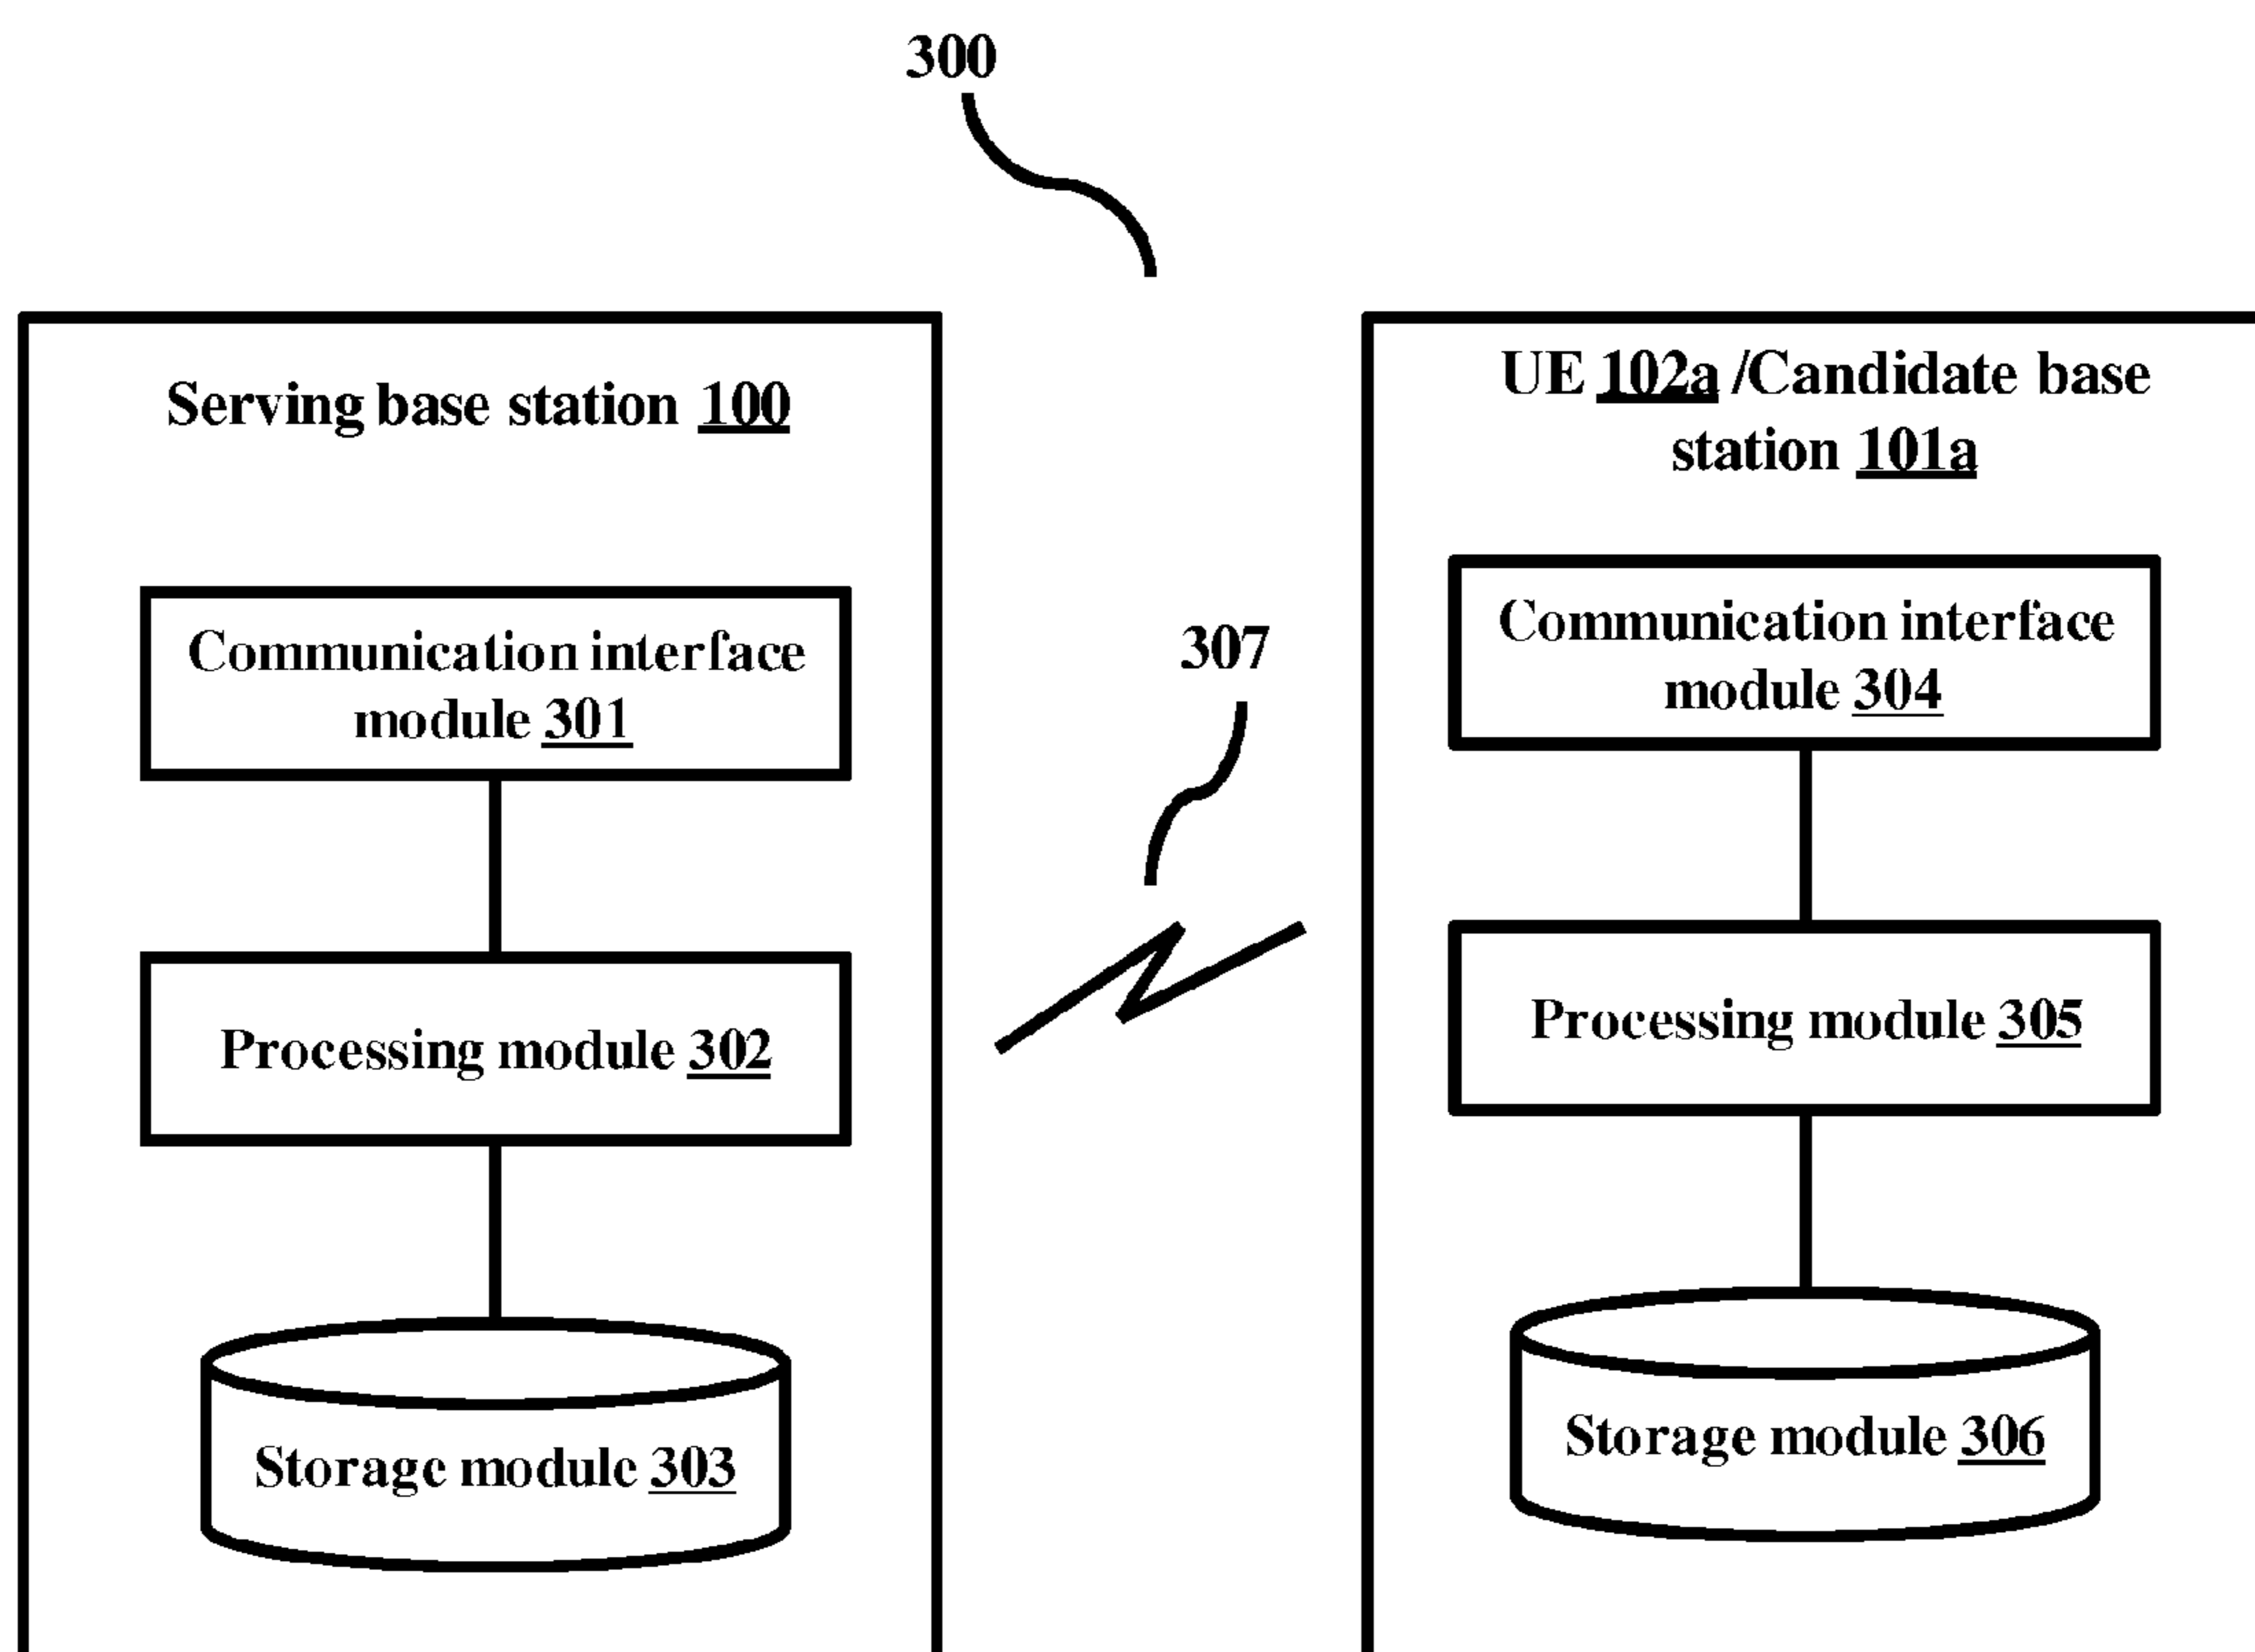 300
Serving base station 100
Communication interface
module 301
Processing module 302
Storage module 303
307
UE 102a /Candidate base
station 101a
Communication interface
module 304
Processing module 305
Storage module 306